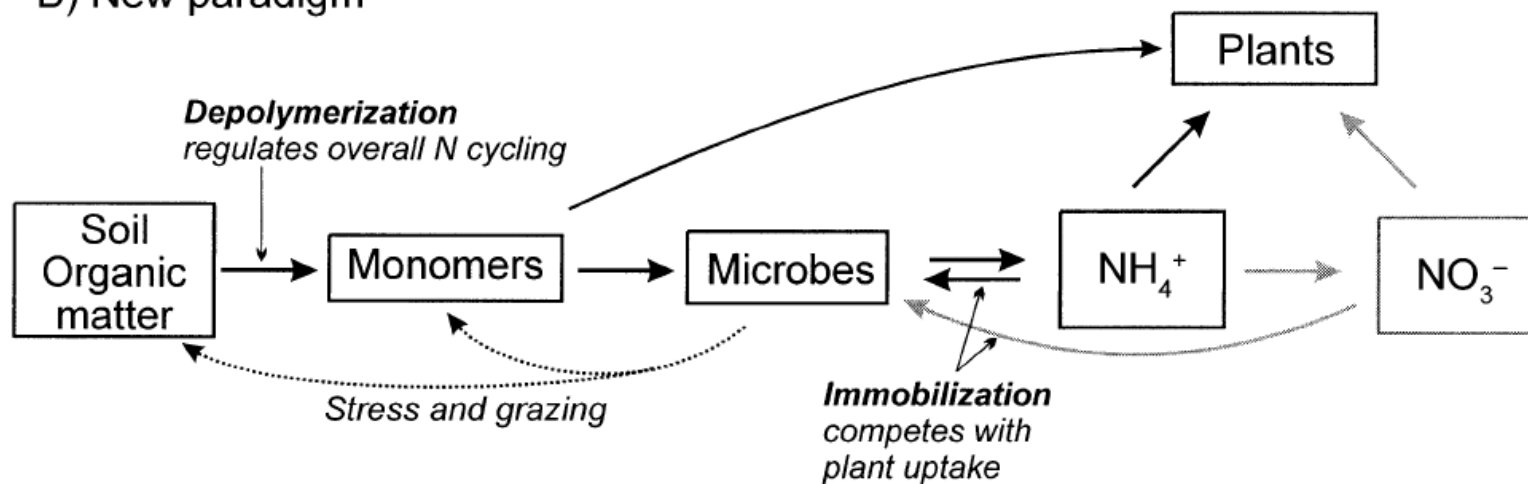 B) New paradigm
Plants
Depolymerization
regulates overall N cycling
Soil
Organic
matter
Monomers
Microbes
NH₄⁺
NO₃⁻
Stress and grazing
Immobilization
competes with
plant uptake